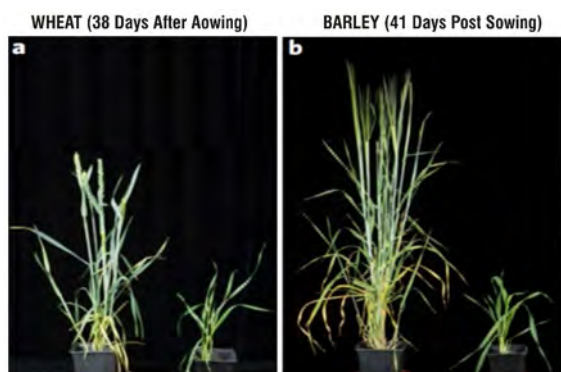 WHEAT (38 Days After Aowing)
BARLEY (41 Days Post Sowing)
a
b